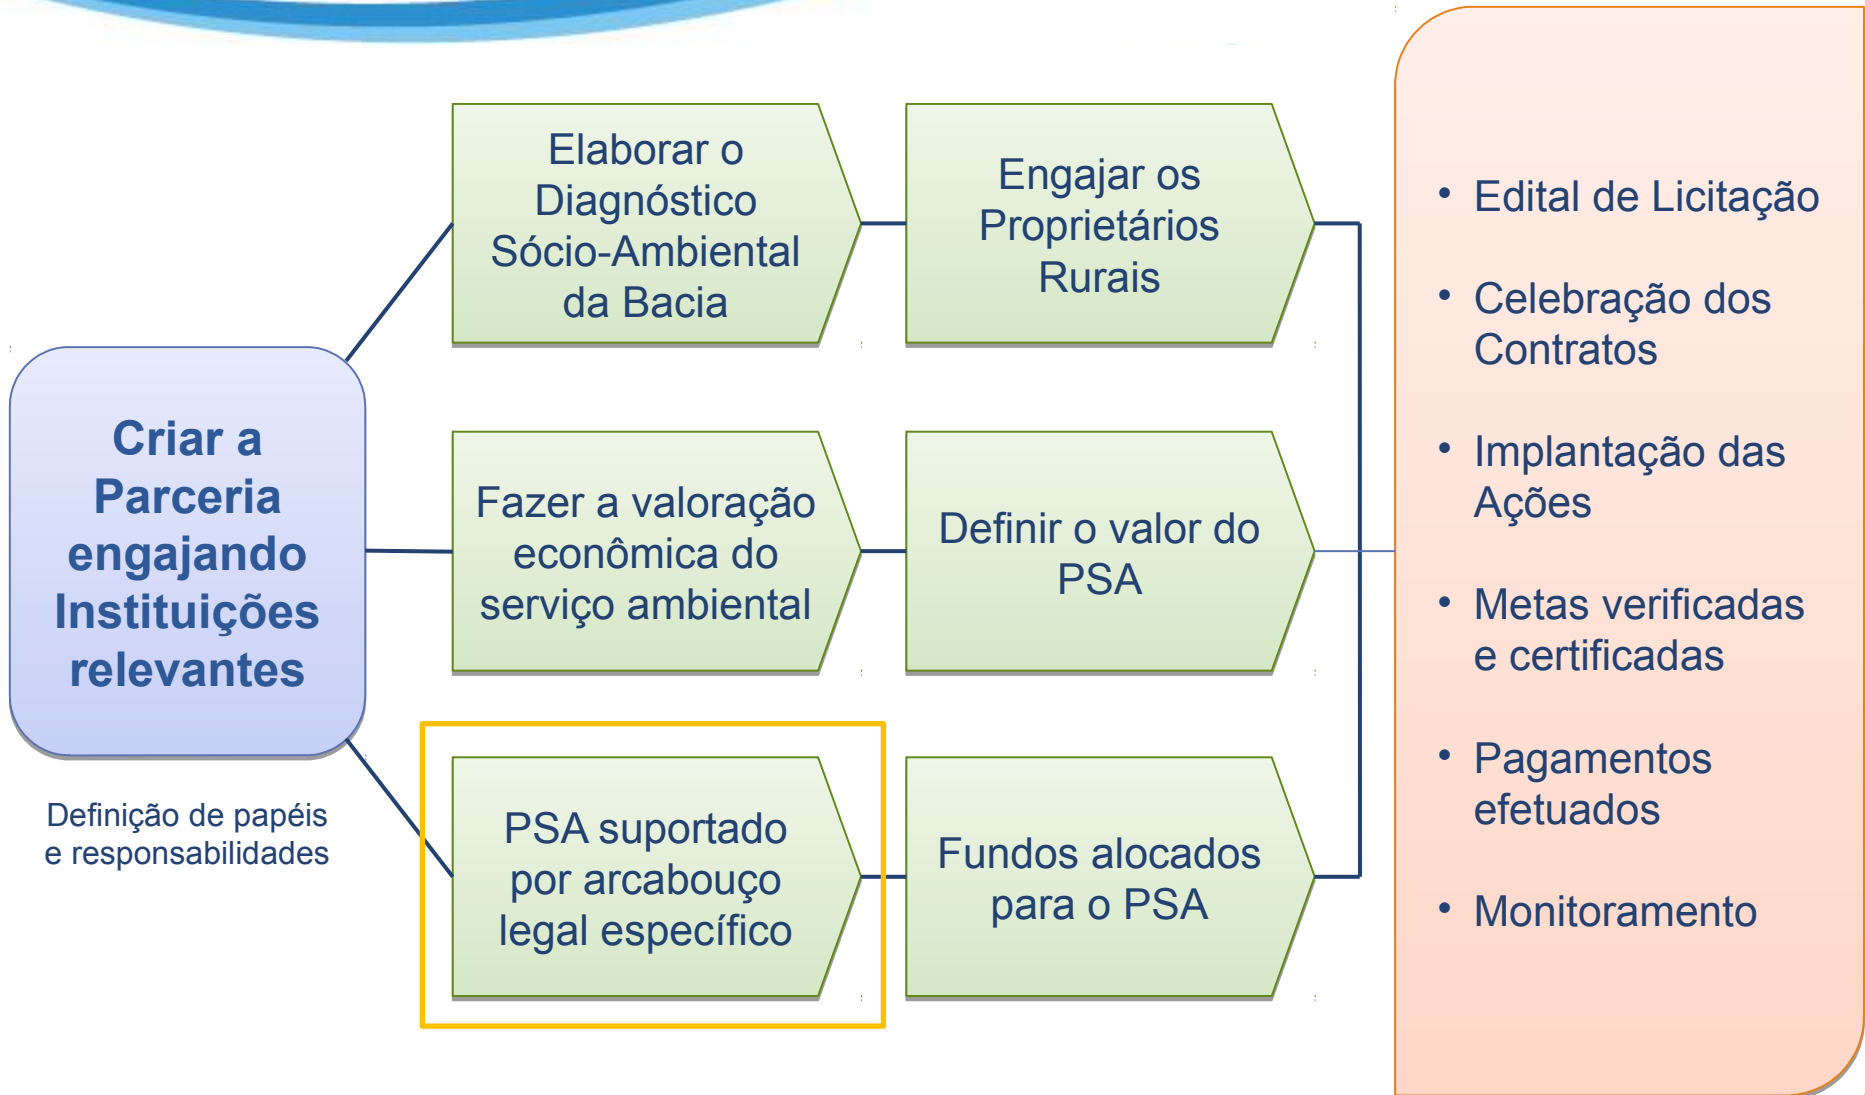 Criar a
Parceria
engajando
Instituições
relevantes
Definição de papéis
e responsabilidades
Elaborar o
Diagnóstico
Sócio-Ambiental
da Bacia
Engajar os
Proprietários
Rurais
Fazer a valoração
econômica do
serviço ambiental
Definir o valor do
PSA
PSA suportado
por arcabouço
legal específico
Fundos alocados
para o PSA
• Edital de Licitação
• Celebração dos
Contratos
• Implantação das
Ações
• Metas verificadas
e certificadas
• Pagamentos
efetuados
• Monitoramento